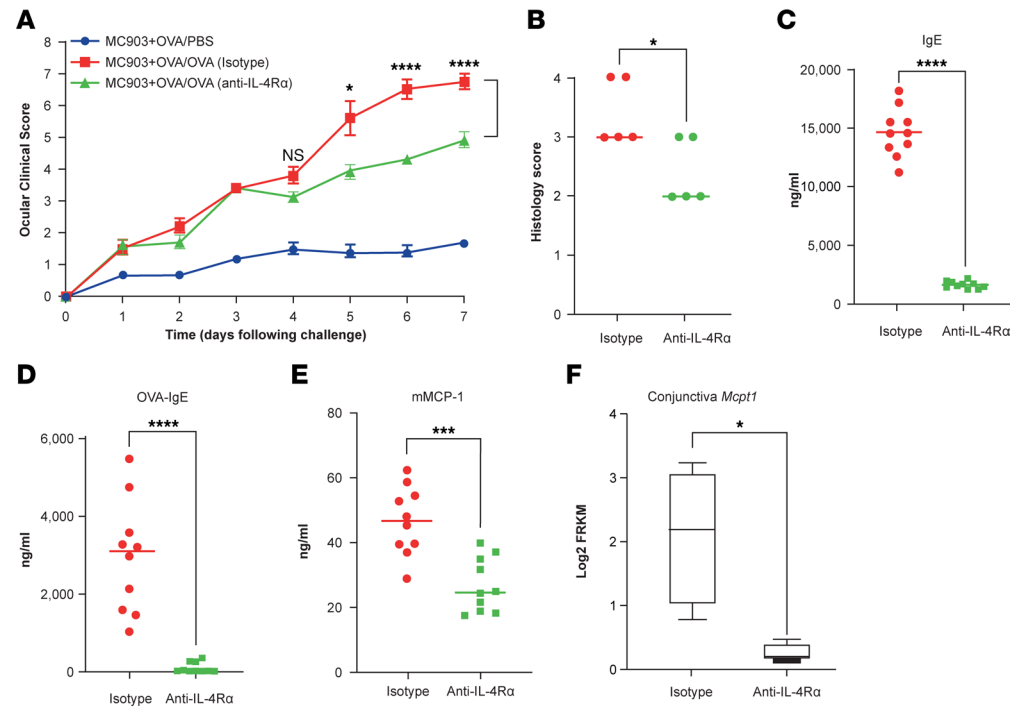 A
MC903+OVA/PBS
MC903+OVA/OVA (Isotype)
MC903+OVA/OVA (anti-IL-4Rα)
Ocular Clinical Score
8
7
6
5
4
3
2
1
0
NS
*
****
****
0 1 2 3 4 5 6 7
Time (days following challenge)
B
*
Histology score
4
3
2
1
0
Isotype Anti-IL-4Rα
C
IgE
****
ng/ml
20,000
15,000
10,000
5,000
0
Isotype Anti-IL-4Rα
D
OVA-IgE
****
ng/ml
6,000
4,000
2,000
0
Isotype Anti-IL-4Rα
E
mMCP-1
***
ng/ml
80
60
40
20
0
Isotype Anti-IL-4Rα
F
Conjunctiva Mcpt1
*
Log2 FRKM
4
3
2
1
0
Isotype Anti-IL-4Rα